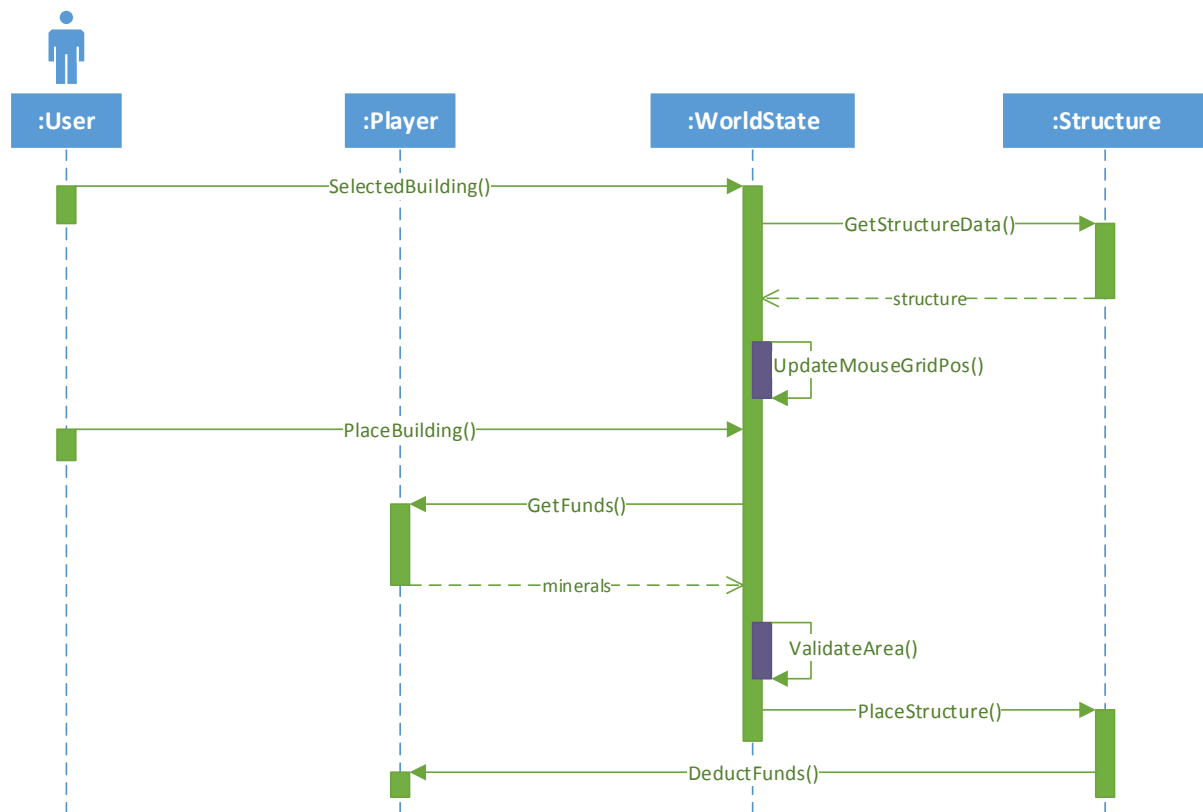 :User
:Player
:WorldState
:Structure
SelectedBuilding()
GetStructureData()
structure
UpdateMouseGridPos()
PlaceBuilding()
GetFunds()
minerals
ValidateArea()
PlaceStructure()
DeductFunds()